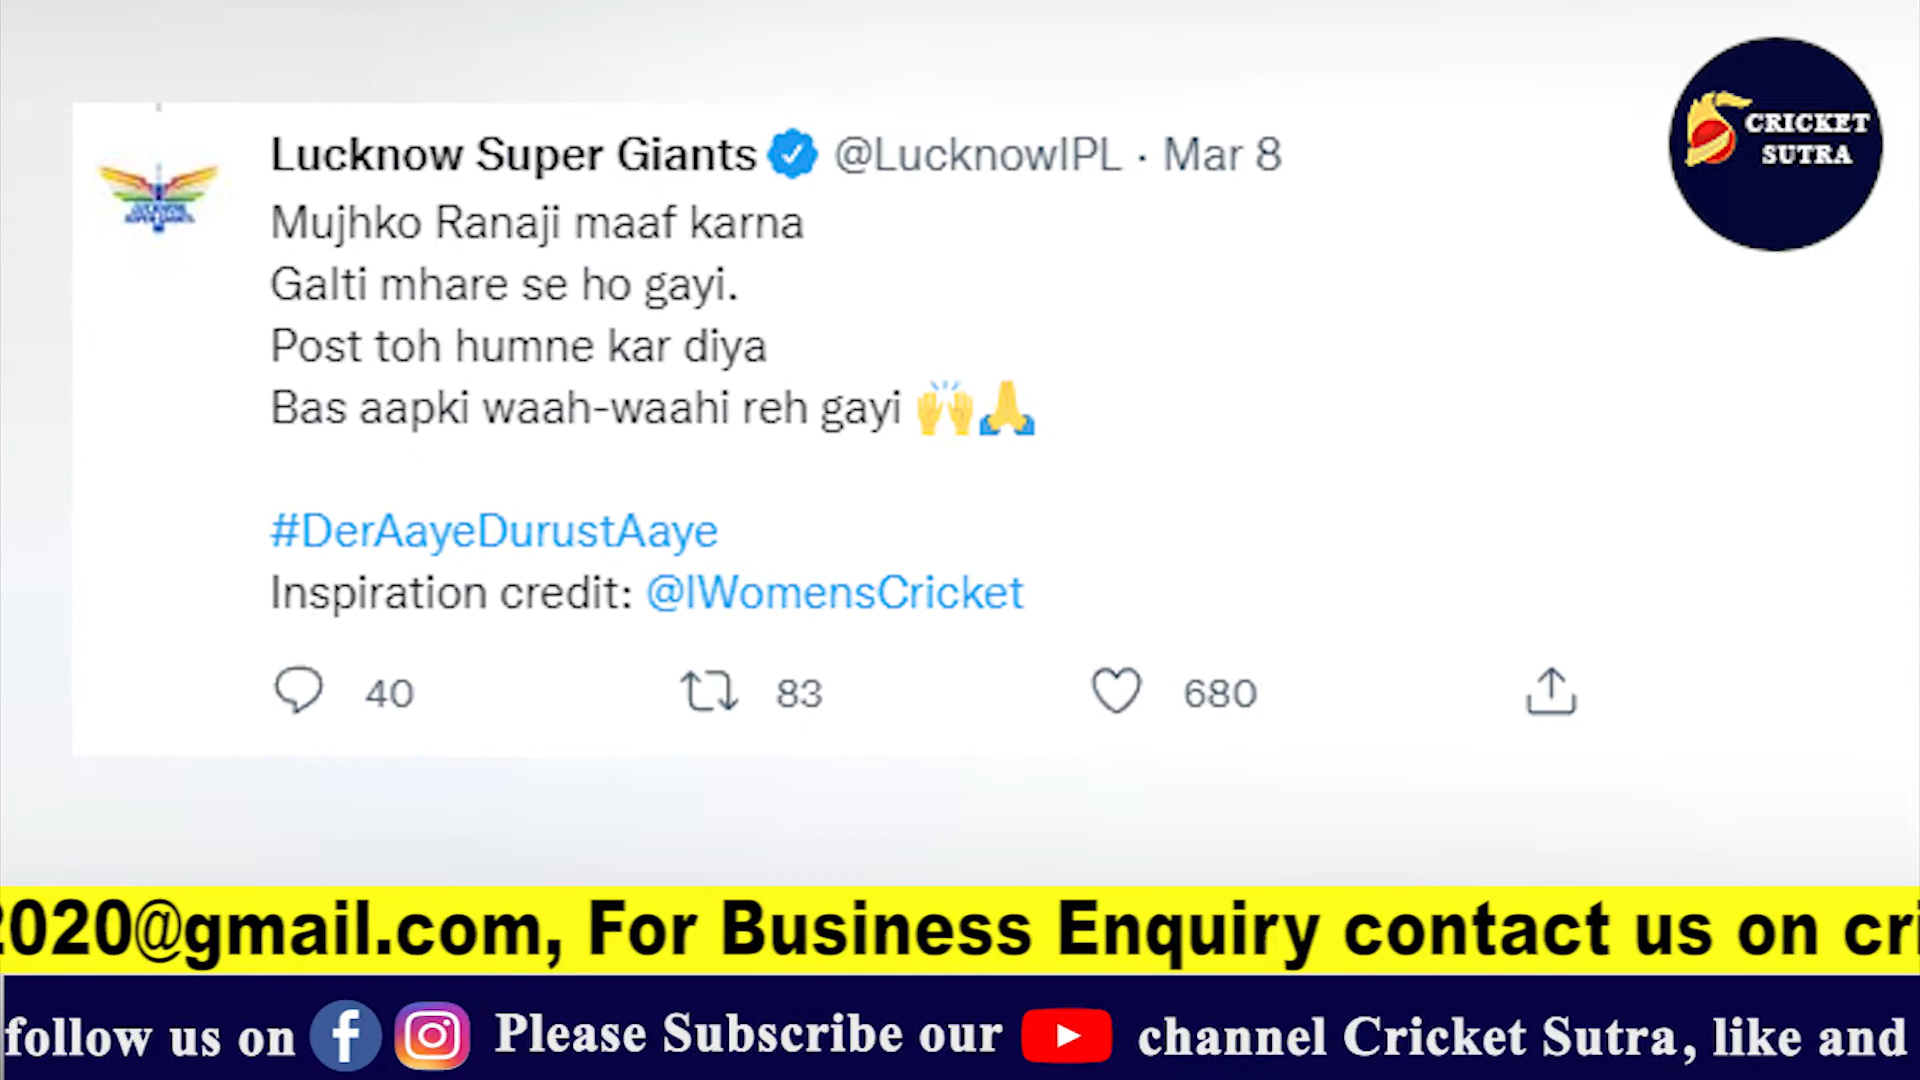 Lucknow Super Giants @LucknowIPL · Mar 8
Mujhko Ranaji maaf karna
Galti mhare se ho gayi.
Post toh humne kar diya
Bas aapki waah-waahi reh gayi 🙌🙏
#DerAayeDurustAaye
Inspiration credit: @IWomensCricket
40 83 680
CRICKET
SUTRA
2020@gmail.com, For Business Enquiry contact us on cri
follow us on Please Subscribe our channel Cricket Sutra, like and